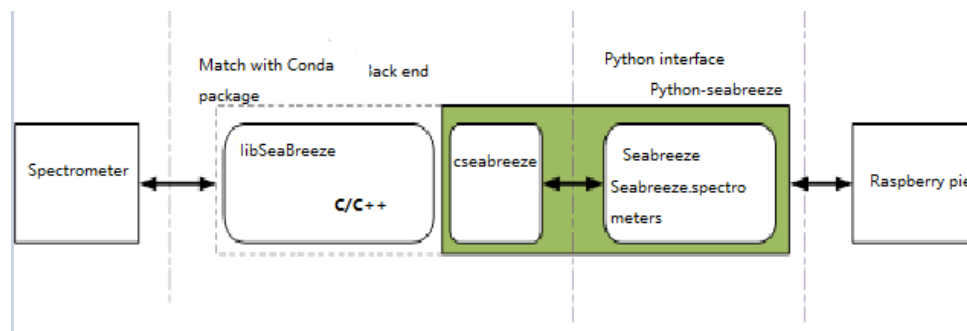 Match with Conda
package
lack end
Python interface
Python-seabreeze
Spectrometer
libSeaBreeze
C/C++
cseabreeze
Seabreeze
Seabreeze.spectro
meters
Raspberry pie